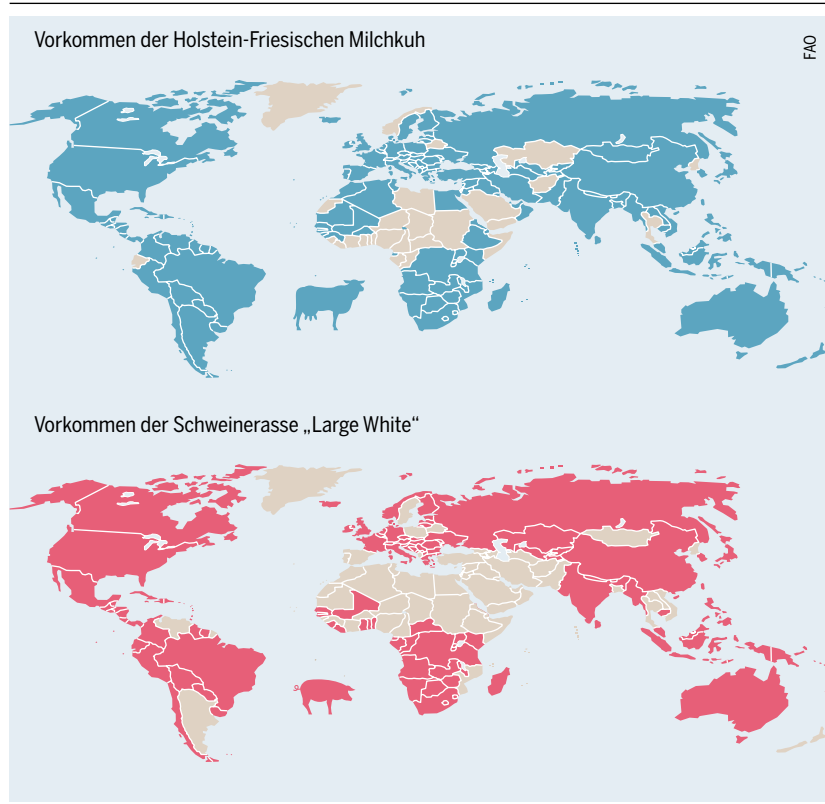 Vorkommen der Holstein-Friesischen Milchkuh
FAO
Vorkommen der Schweinerasse „Large White“